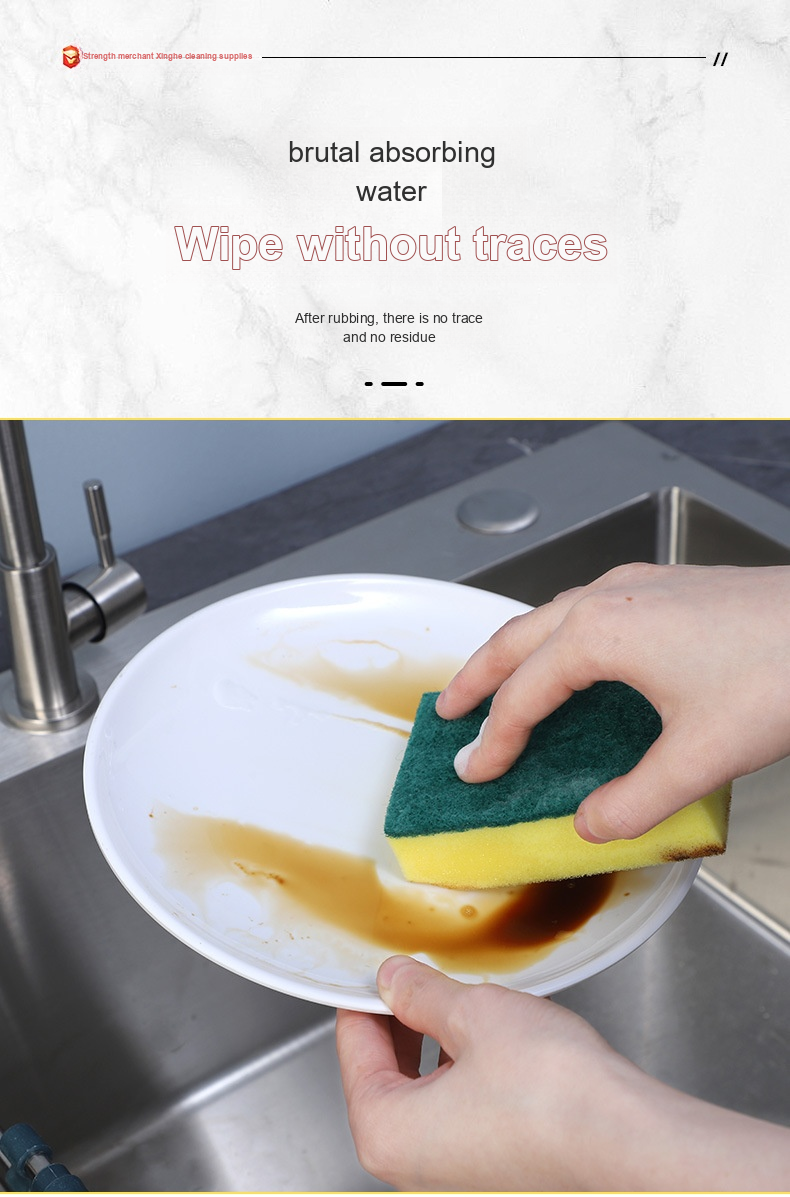 Strength merchant Xinghe cleaning supplies
//
brutal absorbing
water
Wipe without traces
After rubbing, there is no trace
and no residue